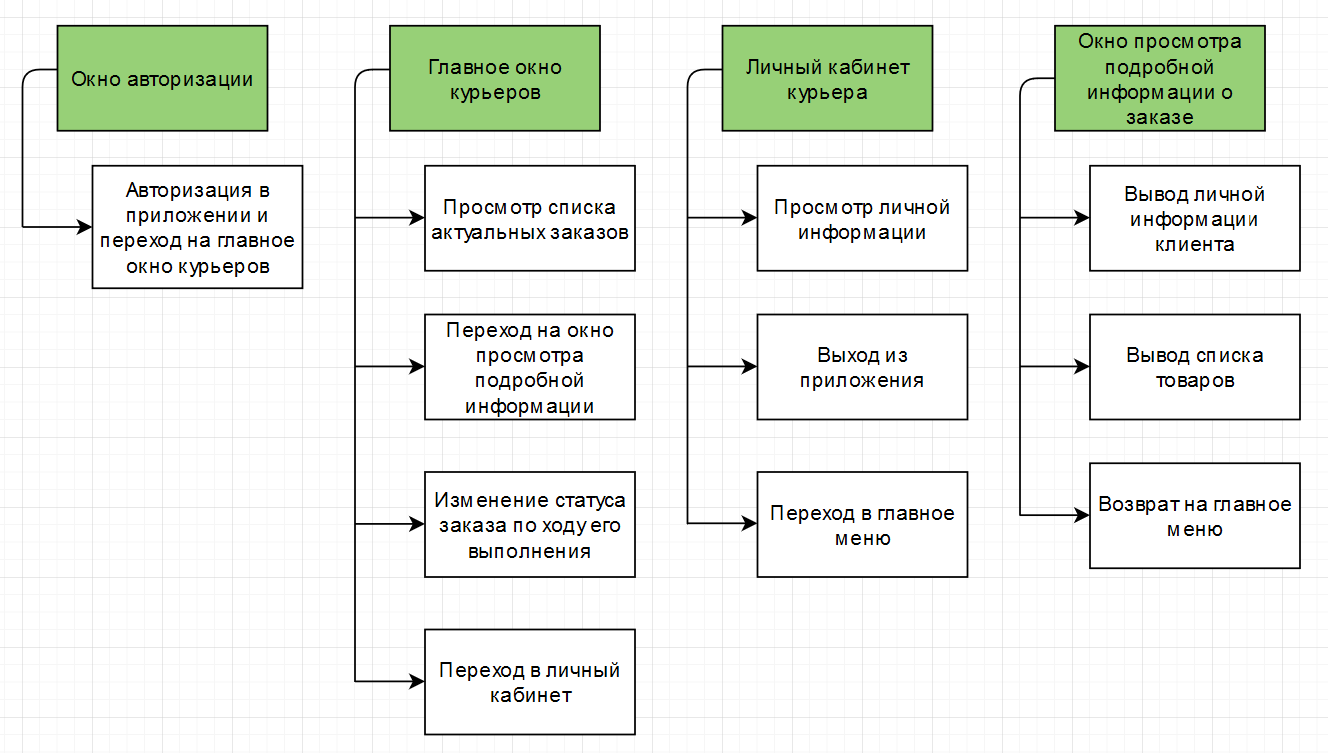 Окно авторизации
Авторизация в
приложении и
переход на главное
окно курьеров
Главное окно
курьеров
Просмотр списка
актуальных заказов
Переход на окно
просмотра
подробной
информации
Изменение статуса
заказа по ходу его
выполнения
Переход в личный
кабинет
Личный кабинет
курьера
Просмотр личной
информации
Выход из
приложения
Переход в главное
меню
Окно просмотра
подробной
информации о
заказе
Вывод личной
информации
клиента
Вывод списка
товаров
Возврат на главное
меню